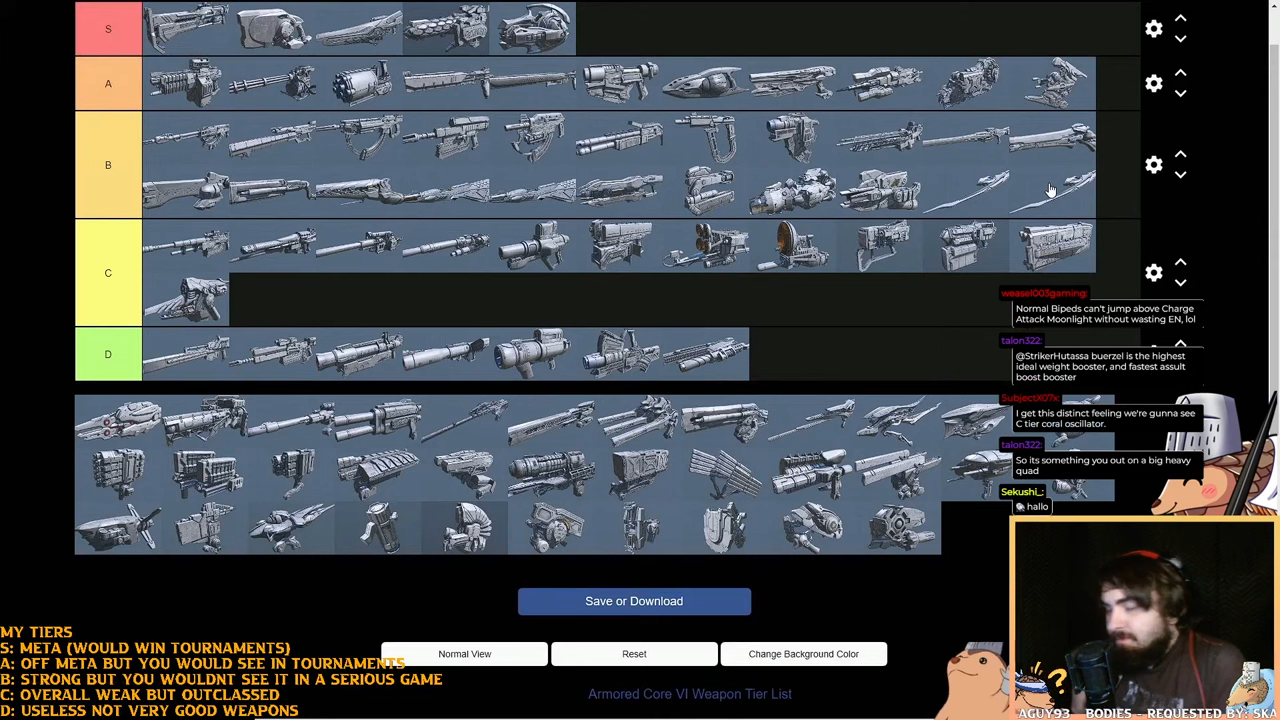 S
A
B
C
D
weasel003gaming:
Normal Bipeds can't jump above Charge
Attack Moonlight without wasting EN, lol
talon322:
@StrikerHutassa buerzel is the highest
ideal weight booster, and fastest assult
boost booster
SubjectX07x:
I get this distinct feeling we're gunna see
C tier coral oscillator.
talon322:
So its something you out on a big heavy
quad
Sekushi_:
hallo
Save or Download
Normal View
Reset
Change Background Color
Armored Core VI Weapon Tier List
MY TIERS
S: META (WOULD WIN TOURNAMENTS)
A; OFF META BUT YOU WOULD SEE IN TOURNAMENTS
B; STRONG BUT YOU WOULDNT SEE IT IN A SERIOUS GAME
C: OVERALL WEAK BUT OUTCLASSED
D: USELESS NOT VERY GOOD WEAPONS
AGUY93 - BODIES - REQUESTED BY: SKA